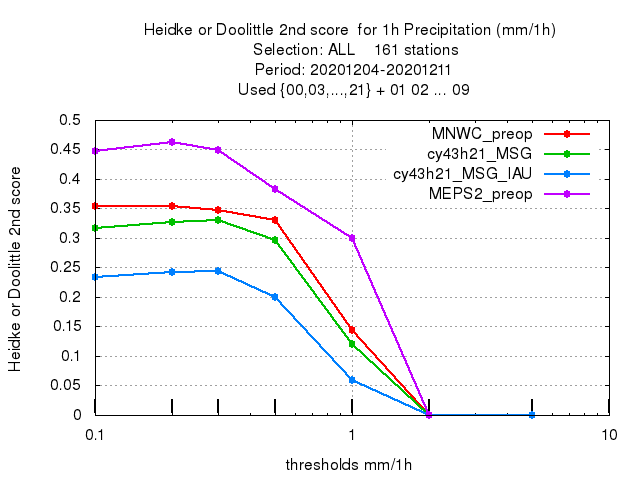 Heidke or Doolittle 2nd score  for 1h Precipitation (mm/1h)
Selection: ALL    161 stations
Period: 20201204-20201211
Used {00,03,...,21} + 01 02 ... 09
Heidke or Doolittle 2nd score
0.5
0.45
0.4
0.35
0.3
0.25
0.2
0.15
0.1
0.05
0
MNWC_preop
cy43h21_MSG
cy43h21_MSG_IAU
MEPS2_preop
0.1
1
10
thresholds mm/1h